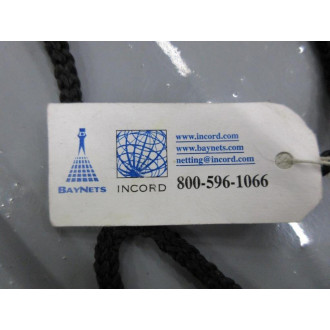 www.incord.com
www.baynets.com
netting@incord.com
BAYNETS
INCORD
800-596-1066